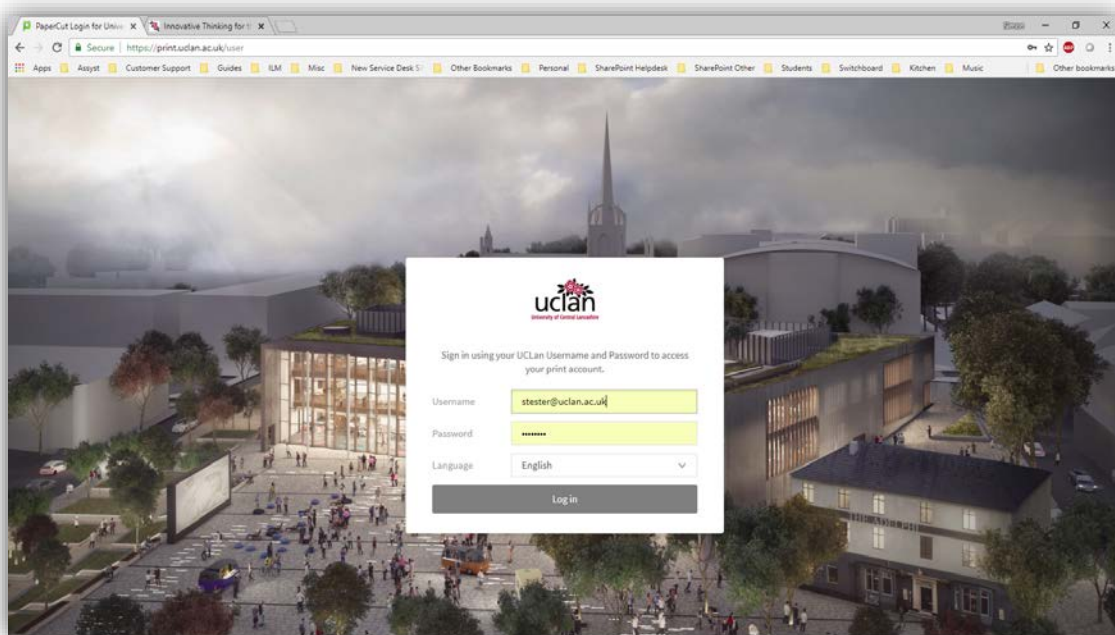 PaperCut Login for Unive
Innovative Thinking for t
Secure
https://print.uclan.ac.uk/user
Apps
Assyst
Customer Support
Guides
ILM
Misc
New Service Desk S
Other Bookmarks
Personal
SharePoint Helpdesk
SharePoint Other
Students
Switchboard
Kitchen
Music
Other bookmarks
uclan
University of Central Lancashire
Sign in using your UCLan Username and Password to access
your print account.
Username
stester@uclan.ac.uk
Password
Language
English
Log in
THE ADELPHI